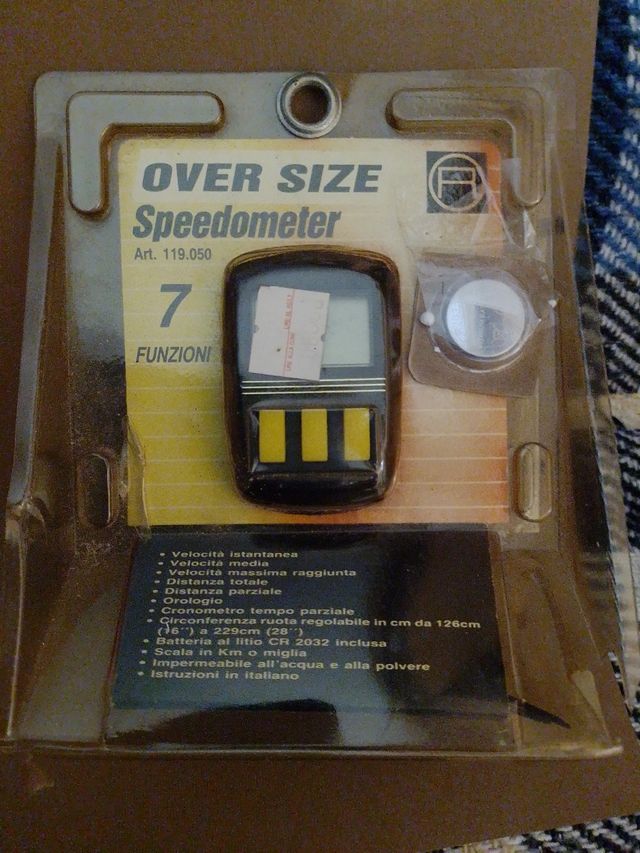 OVER SIZE
Speedometer
Art. 119.050
7
FUNZIONI
• Velocità istantanea
• Velocità media
• Velocità massima raggiunta
• Distanza totale
• Distanza parziale
• Orologio
• Cronometro tempo parziale
• Circonferenza ruota regolabile in cm da 126cm
(16´´) a 229cm (28´´)
• Batteria al litio CR 2032 inclusa
• Scala in Km o miglia
• Impermeabile all'acqua e alla polvere
• Istruzioni in italiano